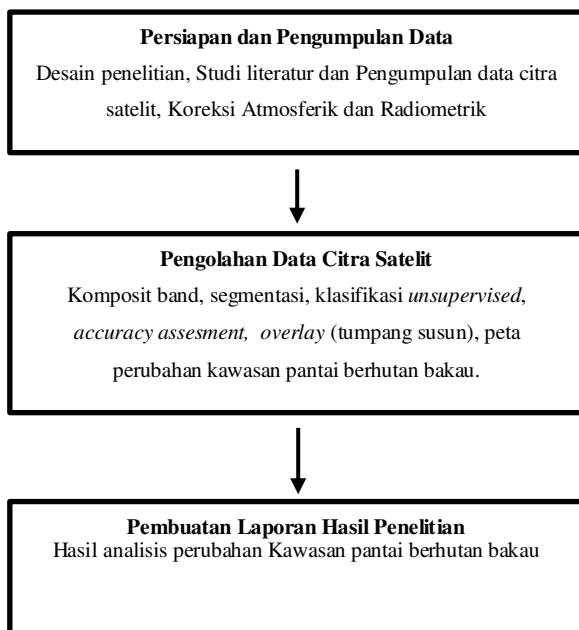 Persiapan dan Pengumpulan Data
Desain penelitian, Studi literatur dan Pengumpulan data citra
satelit, Koreksi Atmosferik dan Radiometrik
Pengolahan Data Citra Satelit
Komposit band, segmentasi, klasifikasi unsupervised,
accuracy assesment, overlay (tumpang susun), peta
perubahan kawasan pantai berhutan bakau.
Pembuatan Laporan Hasil Penelitian
Hasil analisis perubahan Kawasan pantai berhutan bakau